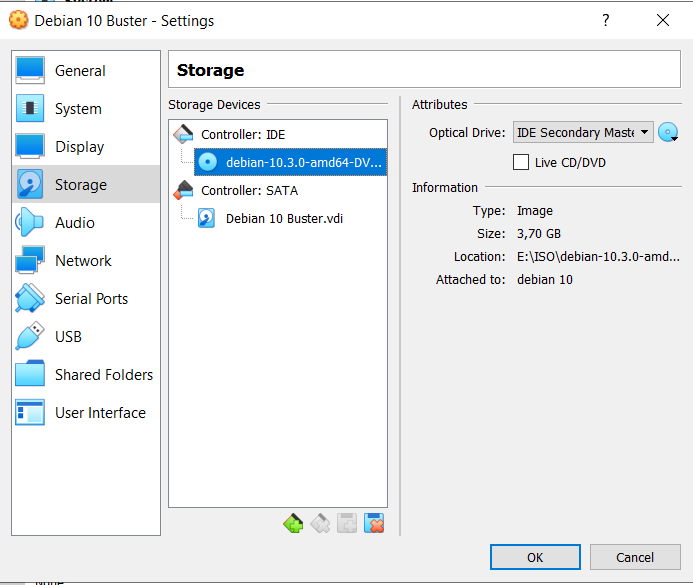 Debian 10 Buster - Settings
?
General
System
Display
Storage
Audio
Network
Serial Ports
USB
Shared Folders
User Interface
Storage
Storage Devices
Controller: IDE
debian-10.3.0-amd64-DV...
Controller: SATA
Debian 10 Buster.vdi
Attributes
Optical Drive: IDE Secondary Maste
Live CD/DVD
Information
Type: Image
Size: 3,70 GB
Location: E:\ISO\debian-10.3.0-amd...
Attached to: debian 10
OK
Cancel